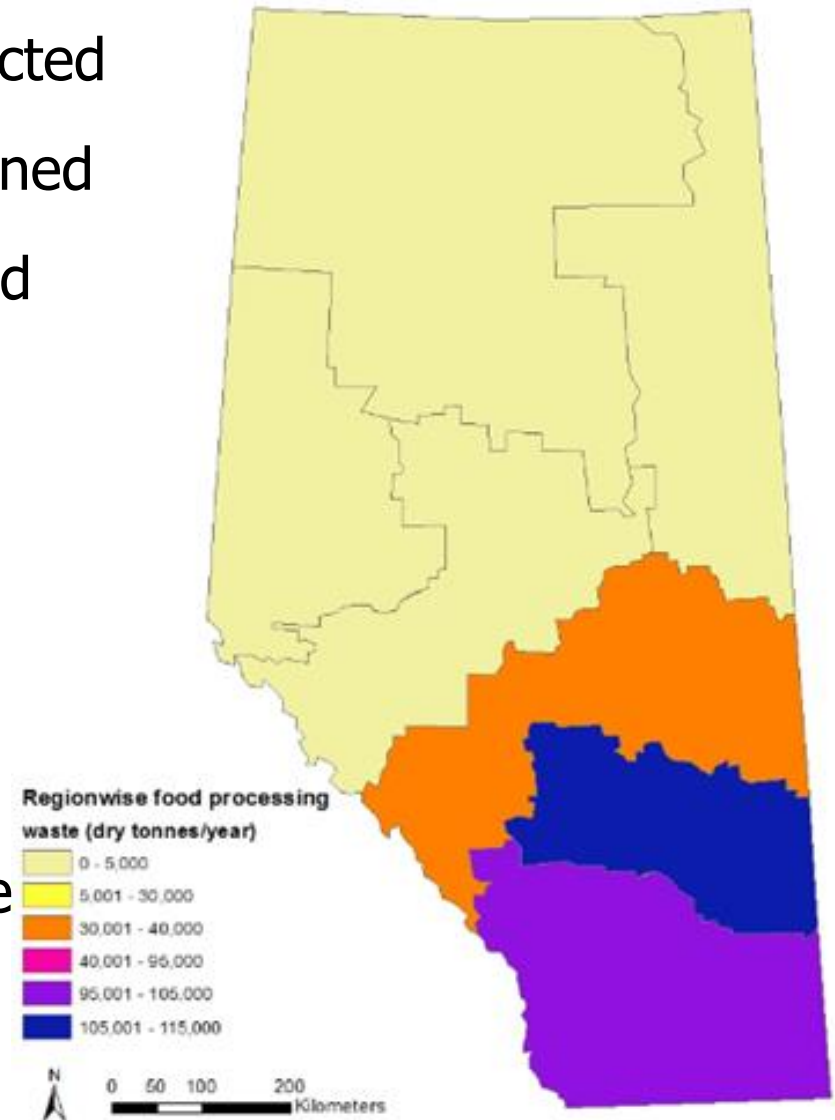 cted
ned
d
e
Regionwise food processing
waste (dry tonnes/year)
0 - 5,000
5,001 - 30,000
30,001 - 40,000
40,001 - 95,000
95,001 - 105,000
105,001 - 115,000
N
0 50 100 200
Kilometers